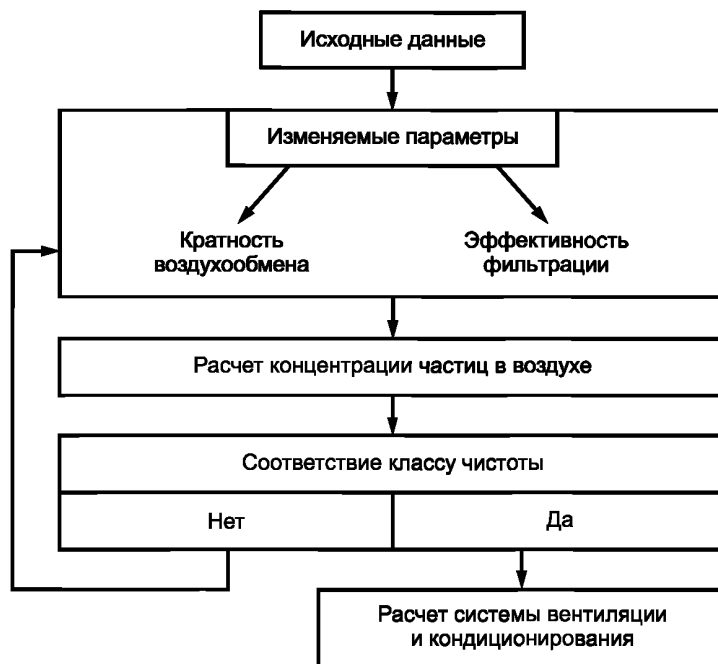 Исходные данные
Изменяемые параметры
Кратность
воздухообмена
Эффективность
фильтрации
Расчет концентрации частиц в воздухе
Соответствие классу чистоты
Нет
Да
Расчет системы вентиляции
и кондиционирования